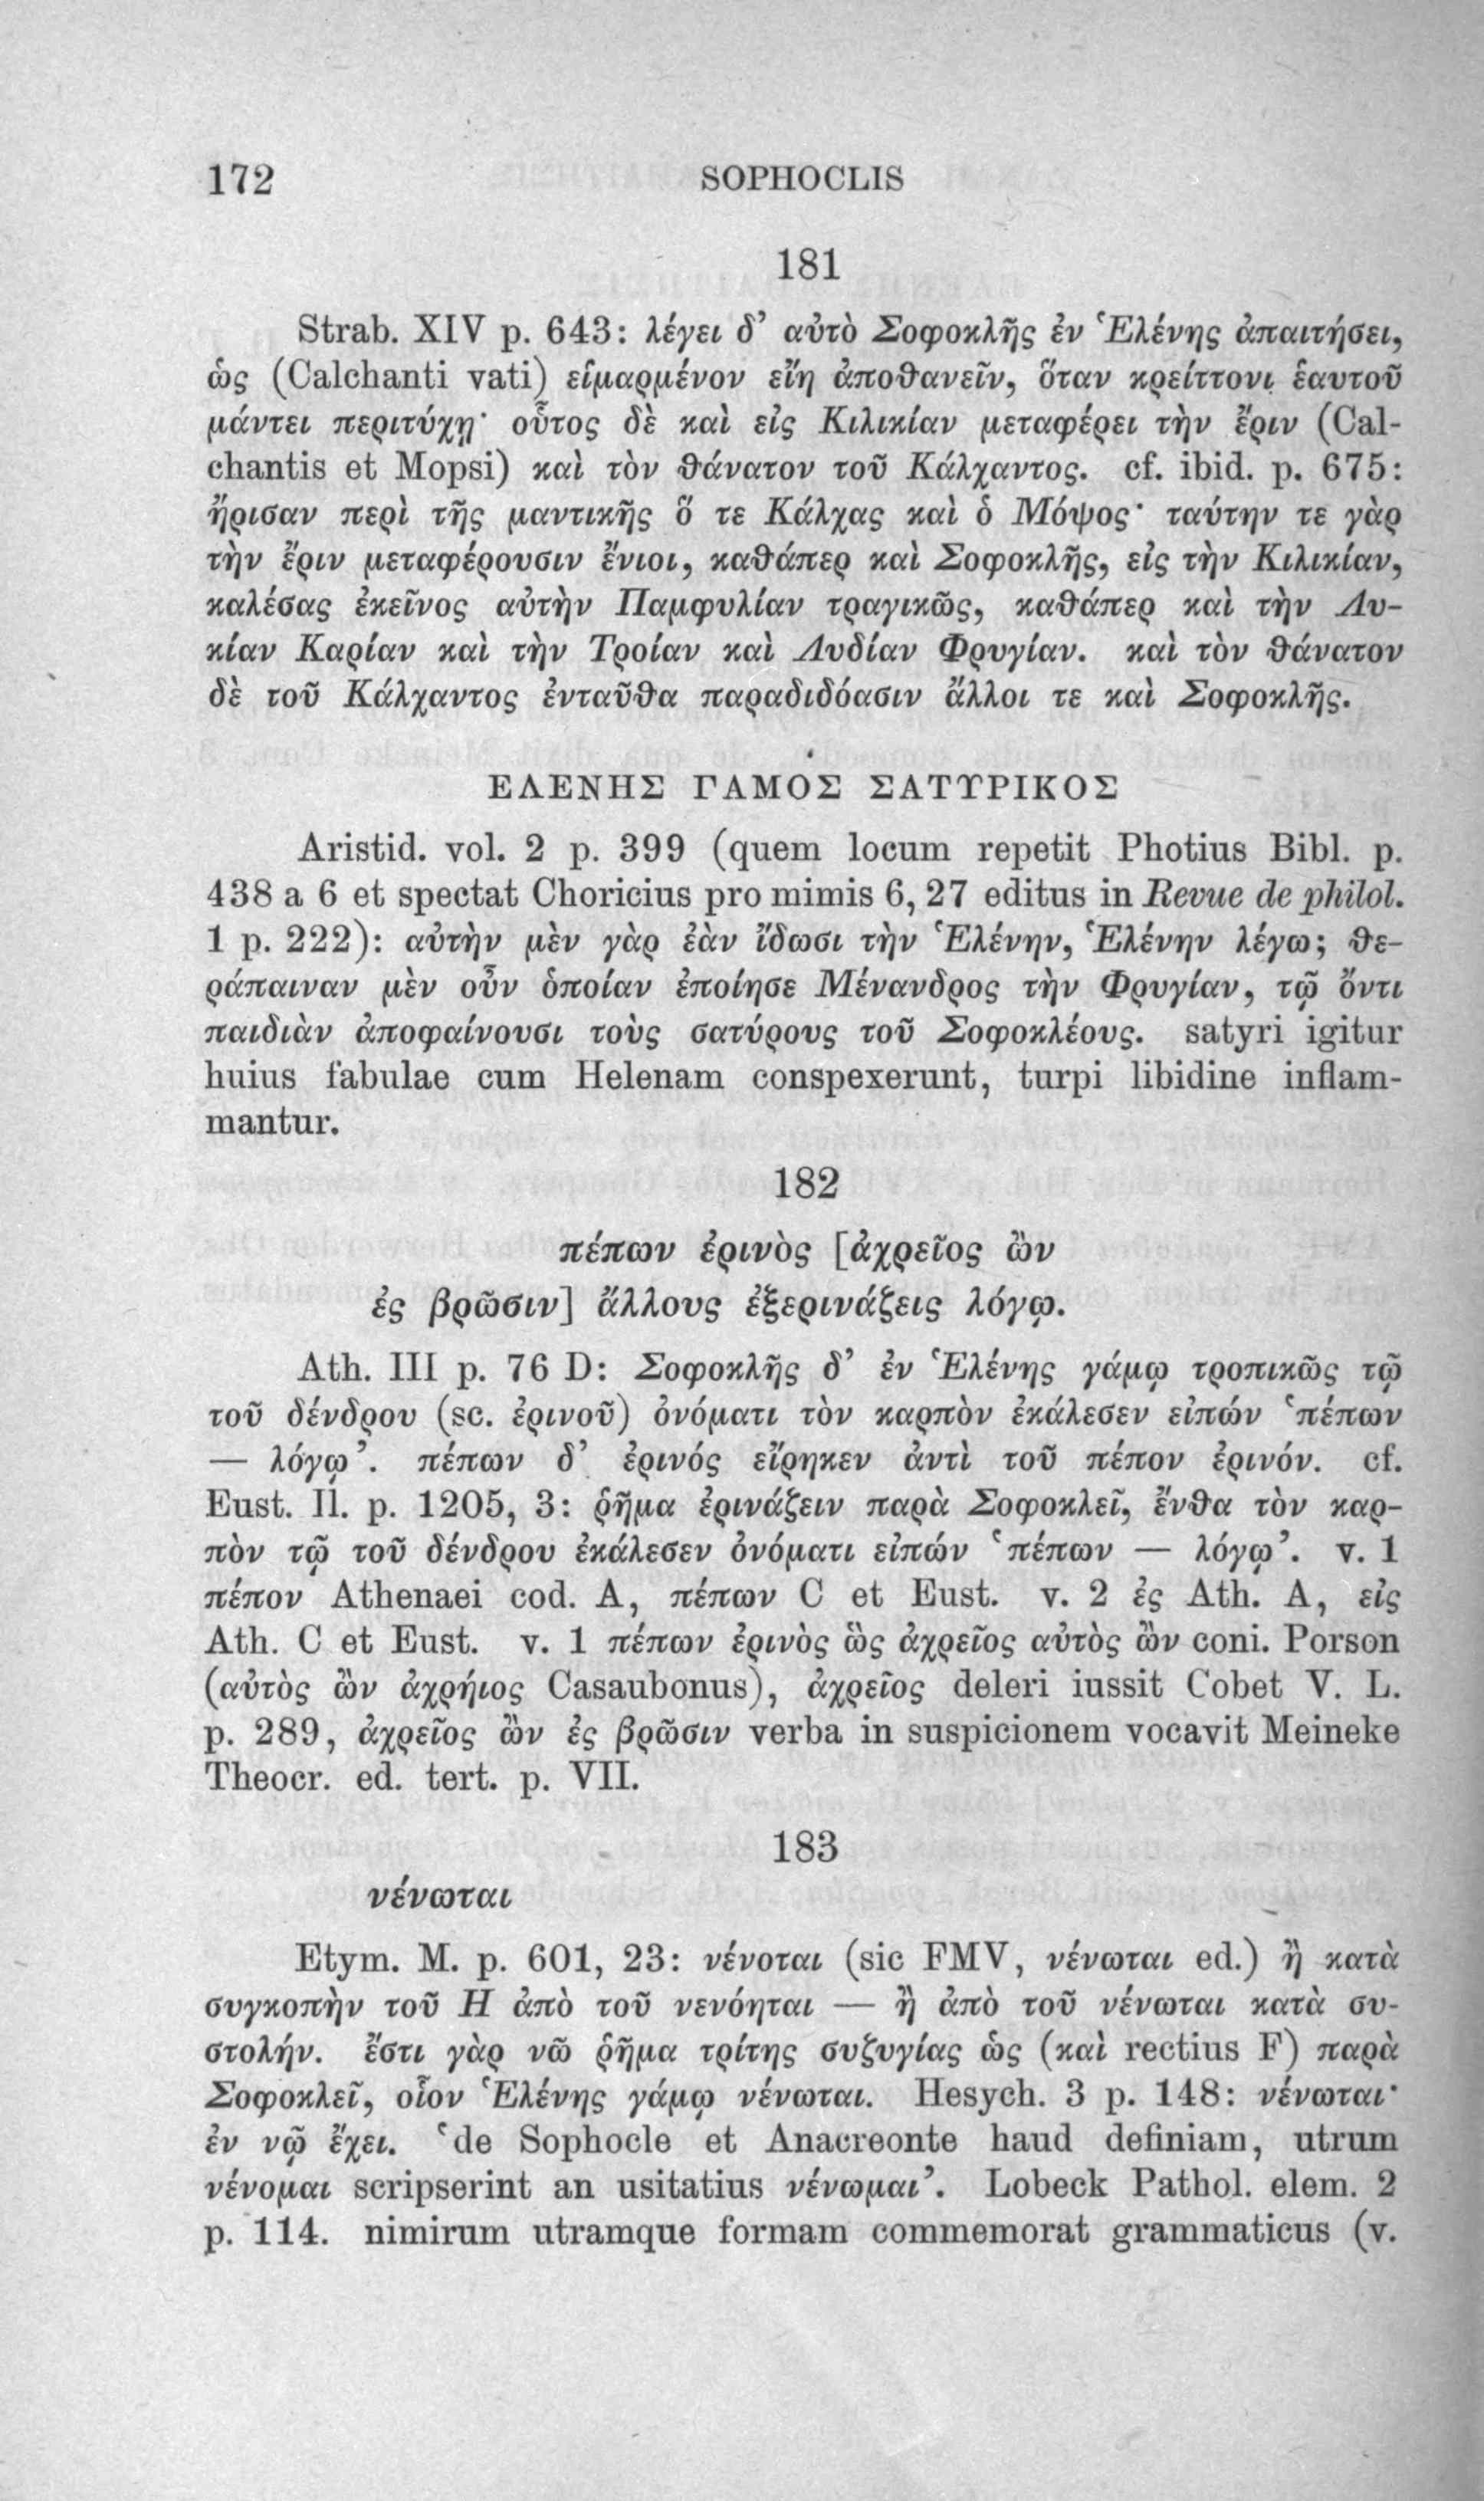 172 SOPHOCLIS
181
Strab. XIV p. 643: λέγει δ’ αὐτὸ Σοφοκλῆς ἐν Ἑλένης ἀπαιτήσει,
ὡς (Calchanti vati) εἱμαρμένον εἴη ἀποθανεῖν, ὅταν κρείττονι ἑαυτοῦ
μάντει περιτύχῃ· οὗτος δὲ καὶ εἰς Κιλικίαν μεταφέρει τὴν ἔριν (Cal-
chantis et Mopsi) καὶ τὸν θάνατον τοῦ Κάλχαντος. cf. ibid. p. 675:
ἤρισαν περὶ τῆς μαντικῆς ὅ τε Κάλχας καὶ ὁ Μόψος· ταύτην τε γὰρ
τὴν ἔριν μεταφέρουσιν ἔνιοι, καθάπερ καὶ Σοφοκλῆς, εἰς τὴν Κιλικίαν,
καλέσας ἐκεῖνος αὐτὴν Παμφυλίαν τραγικῶς, καθάπερ καὶ τὴν Λυ-
κίαν Καρίαν καὶ τὴν Τροίαν καὶ Λυδίαν Φρυγίαν. καὶ τὸν θάνατον
δὲ τοῦ Κάλχαντος ἐνταῦθα παραδιδόασιν ἄλλοι τε καὶ Σοφοκλῆς.
ΕΛΕΝΗΣ ΓΑΜΟΣ ΣΑΤΥΡΙΚΟΣ
Aristid. vol. 2 p. 399 (quem locum repetit Photius Bibl. p.
438 a 6 et spectat Choricius pro mimis 6, 27 editus in Revue de philol.
1 p. 222): αὐτὴν μὲν γὰρ ἐὰν ἴδωσι τὴν Ἑλένην, Ἑλένην λέγω; θε-
ράπαιναν μὲν οὖν ὁποίαν ἐποίησε Μένανδρος τὴν Φρυγίαν, τῷ ὄντι
παιδιὰν ἀποφαίνουσι τοὺς σατύρους τοῦ Σοφοκλέους. satyri igitur
huius fabulae cum Helenam conspexerunt, turpi libidine inflam-
mantur.
182
πέπων ἐρινὸς [ἀχρεῖος ὢν
ἐς βρῶσιν] ἄλλους ἐξερινάζεις λόγῳ.
Ath. III p. 76 D: Σοφοκλῆς δ’ ἐν Ἑλένης γάμῳ τροπικῶς τῷ
τοῦ δένδρου (sc. ἐρινοῦ) ὀνόματι τὸν καρπὸν ἐκάλεσεν εἰπών ‘πέπων
— λόγῳ’. πέπων δ’ ἐρινός εἴρηκεν ἀντὶ τοῦ πέπον ἐρινόν. cf.
Eust. Il. p. 1205, 3: ῥῆμα ἐρινάζειν παρὰ Σοφοκλεῖ, ἔνθα τὸν καρ-
πὸν τῷ τοῦ δένδρου ἐκάλεσεν ὀνόματι εἰπών ‘πέπων — λόγῳ’. v. 1
πέπον Athenaei cod. A, πέπων C et Eust. v. 2 ἐς Ath. A, εἰς
Ath. C et Eust. v. 1 πέπων ἐρινὸς ὣς ἀχρεῖος αὐτὸς ὢν coni. Porson
(αὐτὸς ὢν ἀχρήιος Casaubonus), ἀχρεῖος deleri iussit Cobet V. L.
p. 289, ἀχρεῖος ὢν ἐς βρῶσιν verba in suspicionem vocavit Meineke
Theocr. ed. tert. p. VII.
183
νένωται
Etym. M. p. 601, 23: νένοται (sic FMV, νένωται ed.) ἢ κατὰ
συγκοπὴν τοῦ Η ἀπὸ τοῦ νενόηται — ἢ ἀπὸ τοῦ νένωται κατὰ συ-
στολήν. ἔστι γὰρ νῶ ῥῆμα τρίτης συζυγίας ὡς (καὶ rectius F) παρὰ
Σοφοκλεῖ, οἷον Ἑλένης γάμῳ νένωται. Hesych. 3 p. 148: νένωται·
ἐν νῷ ἔχει. ‘de Sophocle et Anacreonte haud definiam, utrum
νένομαι scripserint an usitatius νένωμαι’. Lobeck Pathol. elem. 2
p. 114. nimirum utramque formam commemorat grammaticus (v.